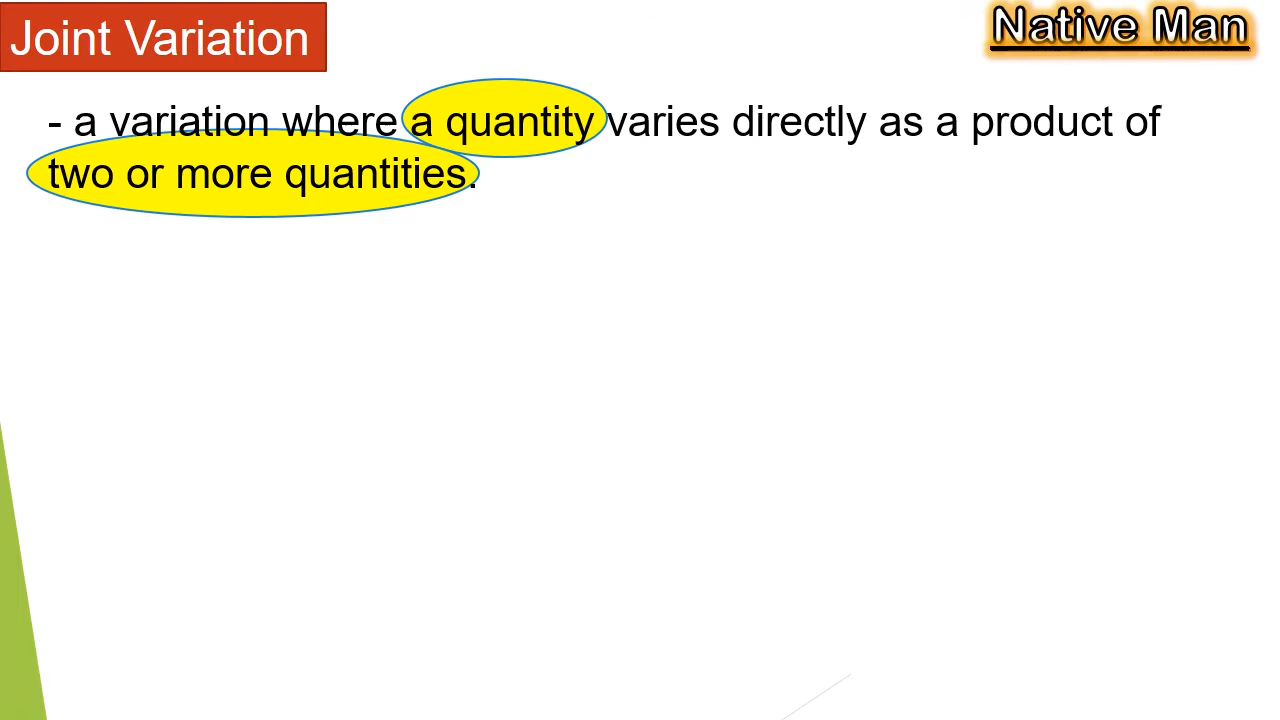 Joint Variation
Native Man
- a variation where a quantity varies directly as a product of
two or more quantities.